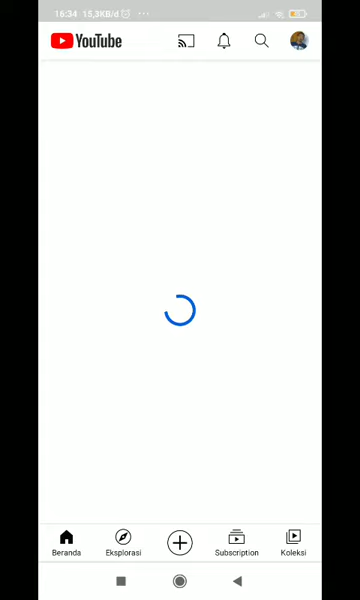 16:34 15,3KB/d
YouTube
Beranda
Eksplorasi
Subscription
Koleksi